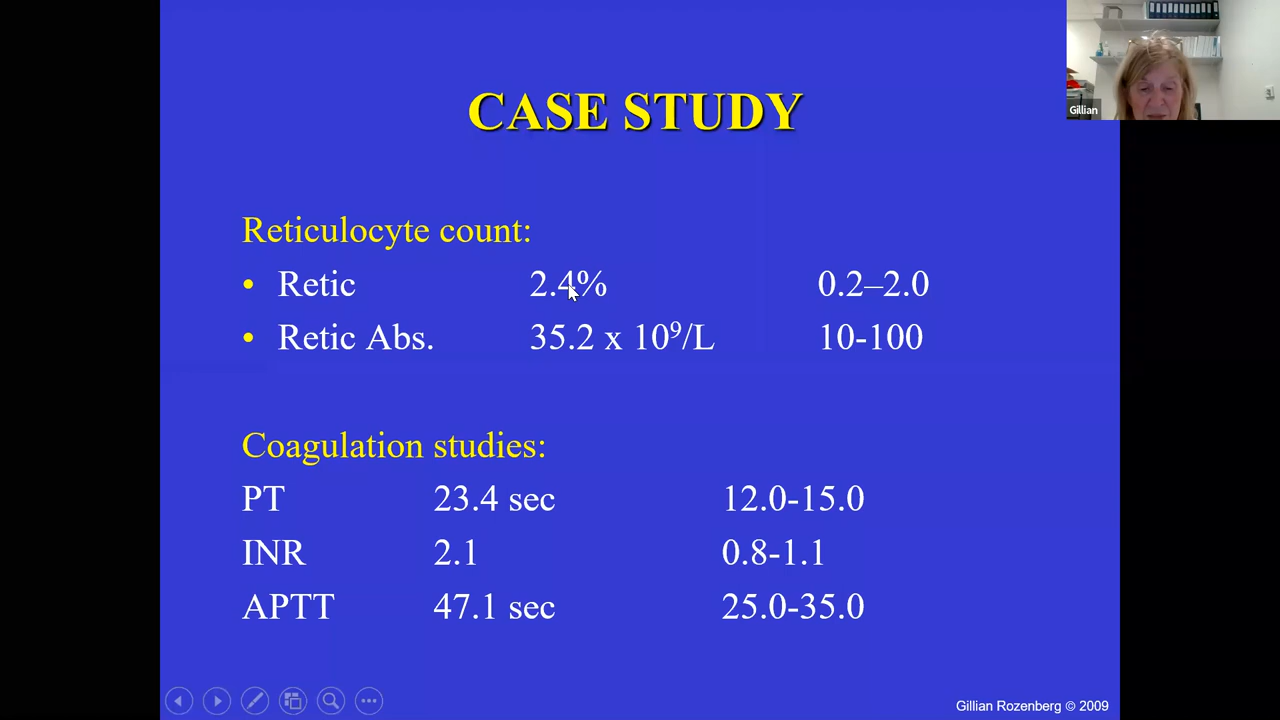 Gillian
CASE STUDY
Reticulocyte count:
• Retic 2.4% 0.2–2.0
• Retic Abs. 35.2 x 10⁹/L 10-100
Coagulation studies:
PT 23.4 sec 12.0-15.0
INR 2.1 0.8-1.1
APTT 47.1 sec 25.0-35.0
Gillian Rozenberg © 2009